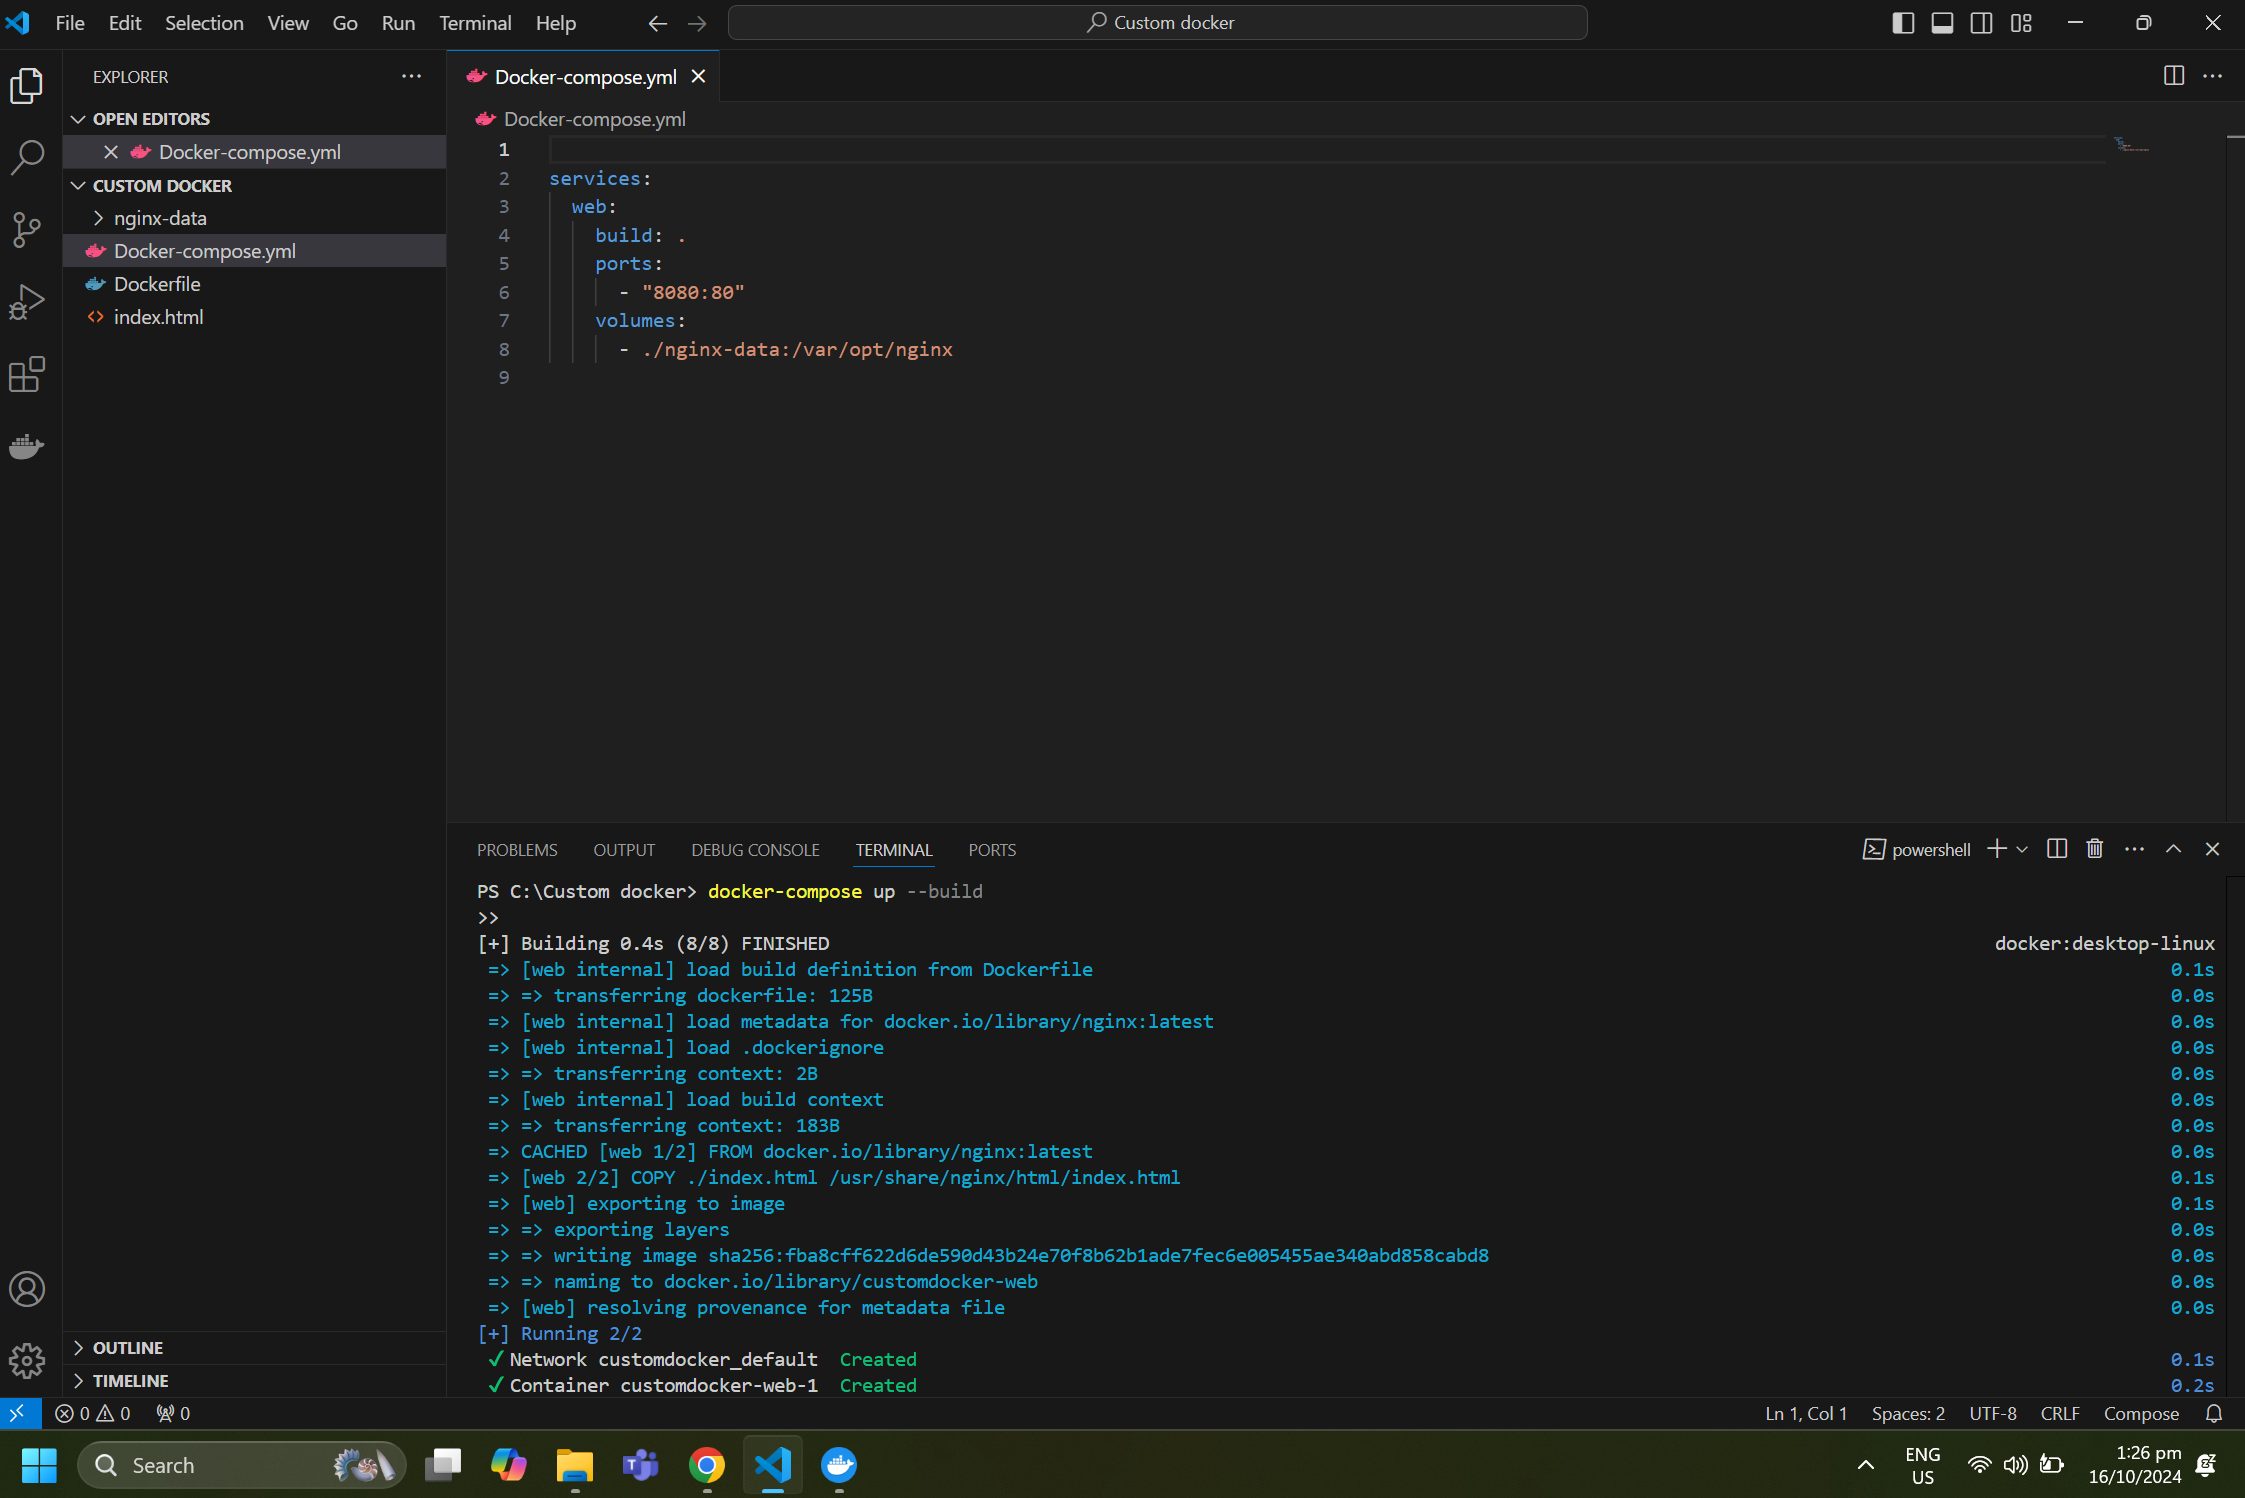 File Edit Selection View Go Run Terminal Help
Custom docker
EXPLORER
OPEN EDITORS
Docker-compose.yml
CUSTOM DOCKER
nginx-data
Docker-compose.yml
Dockerfile
index.html
OUTLINE
TIMELINE
Docker-compose.yml
Docker-compose.yml
1
2 services:
3 web:
4 build: .
5 ports:
6 - "8080:80"
7 volumes:
8 - ./nginx-data:/var/opt/nginx
9
PROBLEMS OUTPUT DEBUG CONSOLE TERMINAL PORTS
powershell
PS C:\Custom docker> docker-compose up --build
>>
[+] Building 0.4s (8/8) FINISHED docker:desktop-linux
=> [web internal] load build definition from Dockerfile 0.1s
=> => transferring dockerfile: 125B 0.0s
=> [web internal] load metadata for docker.io/library/nginx:latest 0.0s
=> [web internal] load .dockerignore 0.0s
=> => transferring context: 2B 0.0s
=> [web internal] load build context 0.0s
=> => transferring context: 183B 0.0s
=> CACHED [web 1/2] FROM docker.io/library/nginx:latest 0.0s
=> [web 2/2] COPY ./index.html /usr/share/nginx/html/index.html 0.1s
=> [web] exporting to image 0.1s
=> => exporting layers 0.0s
=> => writing image sha256:fba8cff622d6de590d43b24e70f8b62b1ade7fec6e005455ae340abd858cabd8 0.0s
=> => naming to docker.io/library/customdocker-web 0.0s
=> [web] resolving provenance for metadata file 0.0s
[+] Running 2/2
✓ Network customdocker_default Created 0.1s
✓ Container customdocker-web-1 Created 0.2s
0 0 0
Ln 1, Col 1 Spaces: 2 UTF-8 CRLF Compose
Search
ENG
US
1:26 pm
16/10/2024